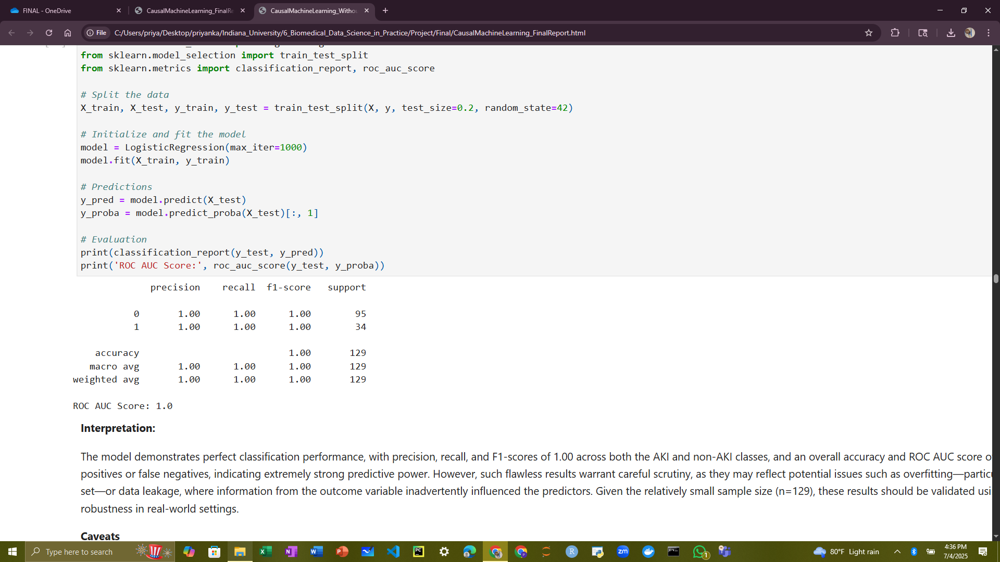 FINAL - OneDrive
CausalMachineLearning_FinalRe
CausalMachineLearning_Withou
File
C:/Users/priya/Desktop/priyanka/Indiana_University/6_Biomedical_Data_Science_in_Practice/Project/Final/CausalMachineLearning_FinalReport.html
from sklearn.model_selection import train_test_split
from sklearn.metrics import classification_report, roc_auc_score
# Split the data
X_train, X_test, y_train, y_test = train_test_split(X, y, test_size=0.2, random_state=42)
# Initialize and fit the model
model = LogisticRegression(max_iter=1000)
model.fit(X_train, y_train)
# Predictions
y_pred = model.predict(X_test)
y_proba = model.predict_proba(X_test)[:, 1]
# Evaluation
print(classification_report(y_test, y_pred))
print('ROC AUC Score:', roc_auc_score(y_test, y_proba))
precision recall f1-score support
0 1.00 1.00 1.00 95
1 1.00 1.00 1.00 34
accuracy 1.00 129
macro avg 1.00 1.00 1.00 129
weighted avg 1.00 1.00 1.00 129
ROC AUC Score: 1.0
Interpretation:
The model demonstrates perfect classification performance, with precision, recall, and F1-scores of 1.00 across both the AKI and non-AKI classes, and an overall accuracy and ROC AUC score
positives or false negatives, indicating extremely strong predictive power. However, such flawless results warrant careful scrutiny, as they may reflect potential issues such as overfitting—particu
set—or data leakage, where information from the outcome variable inadvertently influenced the predictors. Given the relatively small sample size (n=129), these results should be validated usi
robustness in real-world settings.
Caveats
Type here to search
80°F Light rain
4:36 PM
7/4/2025